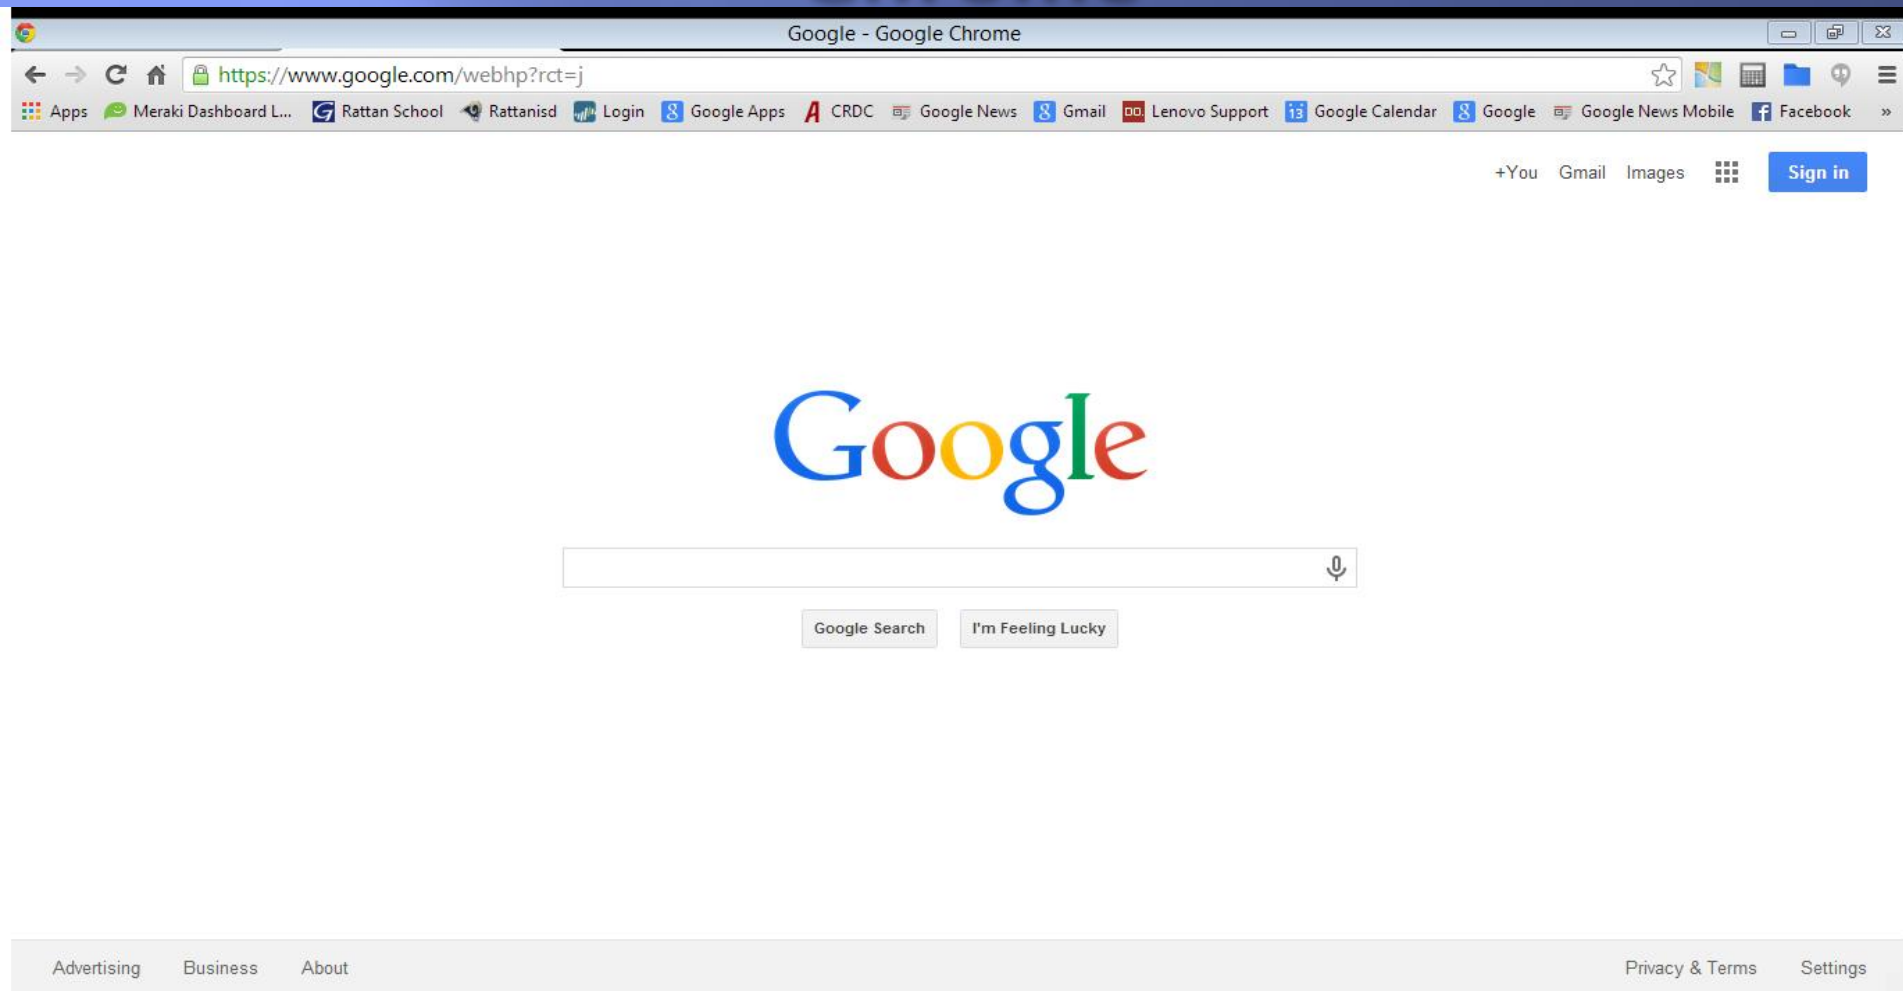 Google - Google Chrome
https://www.google.com/webhp?rct=j
Apps Meraki Dashboard L... Rattan School Rattanisd Login Google Apps CRDC Google News Gmail Lenovo Support 13 Google Calendar Google Google News Mobile Facebook »
+You Gmail Images Sign in
Google
Google Search I'm Feeling Lucky
Advertising Business About Privacy & Terms Settings